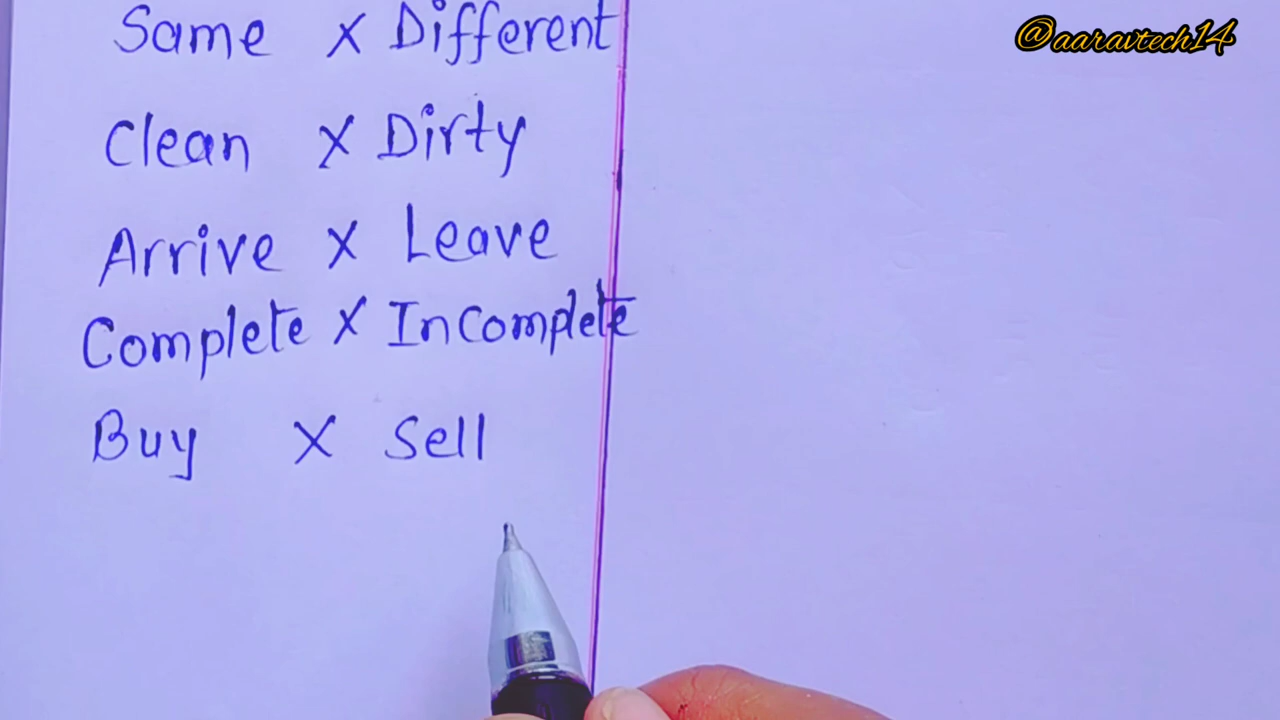 @aaravtech14
Same X Different
Clean X Dirty
Arrive X Leave
Complete X Incomplete
Buy X Sell